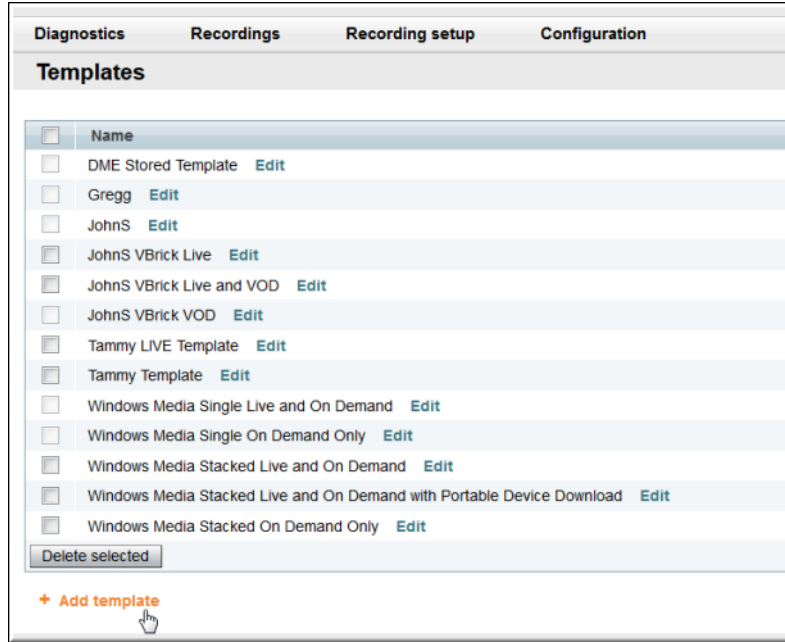 Diagnostics Recordings Recording setup Configuration
Templates
Name
DME Stored Template Edit
Gregg Edit
JohnS Edit
JohnS VBrick Live Edit
JohnS VBrick Live and VOD Edit
JohnS VBrick VOD Edit
Tammy LIVE Template Edit
Tammy Template Edit
Windows Media Single Live and On Demand Edit
Windows Media Single On Demand Only Edit
Windows Media Stacked Live and On Demand Edit
Windows Media Stacked Live and On Demand with Portable Device Download Edit
Windows Media Stacked On Demand Only Edit
Delete selected
+ Add template